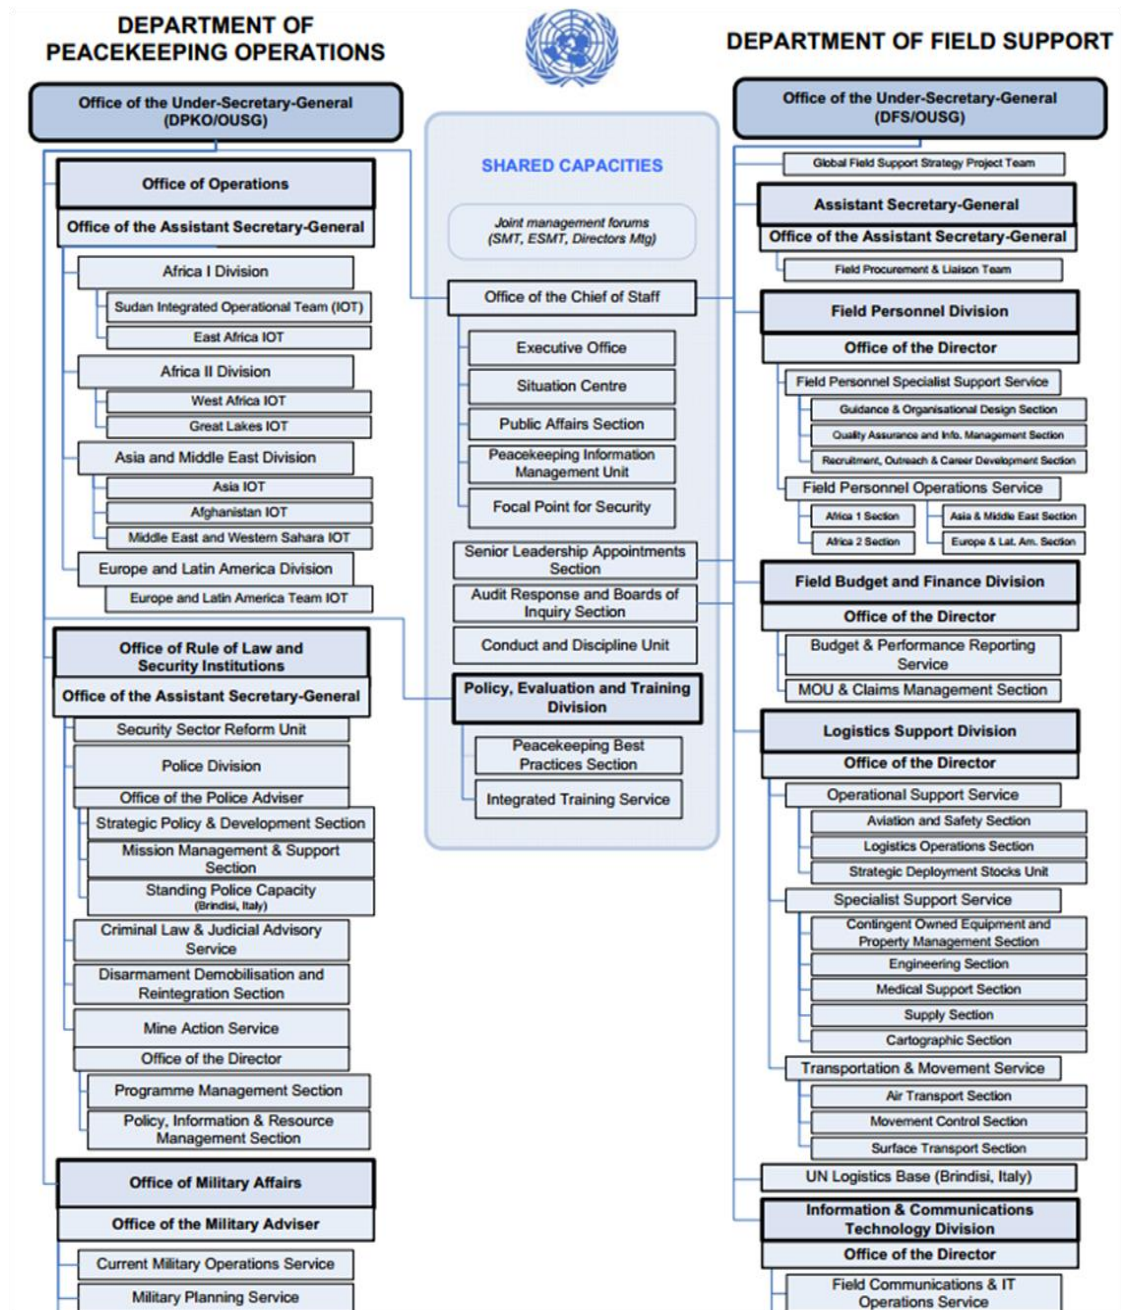 DEPARTMENT OF
PEACEKEEPING OPERATIONS
Office of the Under-Secretary-General
(DPKO/OUSG)
Office of Operations
Office of the Assistant Secretary-General
Africa I Division
Sudan Integrated Operational Team (IOT)
East Africa IOT
Africa II Division
West Africa IOT
Great Lakes IOT
Asia and Middle East Division
Asia IOT
Afghanistan IOT
Middle East and Western Sahara IOT
Europe and Latin America Division
Europe and Latin America Team IOT
Office of Rule of Law and
Security Institutions
Office of the Assistant Secretary-General
Security Sector Reform Unit
Police Division
Office of the Police Adviser
Strategic Policy & Development Section
Mission Management & Support
Section
Standing Police Capacity
(Brindisi, Italy)
Criminal Law & Judicial Advisory
Service
Disarmament Demobilisation and
Reintegration Section
Mine Action Service
Office of the Director
Programme Management Section
Policy, Information & Resource
Management Section
Office of Military Affairs
Office of the Military Adviser
Current Military Operations Service
Military Planning Service
SHARED CAPACITIES
Joint management forums
(SMT, ESMT, Directors Mtg)
Office of the Chief of Staff
Executive Office
Situation Centre
Public Affairs Section
Peacekeeping Information
Management Unit
Focal Point for Security
Senior Leadership Appointments
Section
Audit Response and Boards of
Inquiry Section
Conduct and Discipline Unit
Policy, Evaluation and Training
Division
Peacekeeping Best
Practices Section
Integrated Training Service
DEPARTMENT OF FIELD SUPPORT
Office of the Under-Secretary-General
(DFS/OUSG)
Global Field Support Strategy Project Team
Assistant Secretary-General
Office of the Assistant Secretary-General
Field Procurement & Liaison Team
Field Personnel Division
Office of the Director
Field Personnel Specialist Support Service
Guidance & Organisational Design Section
Quality Assurance and Info. Management Section
Recruitment, Outreach & Career Development Section
Field Personnel Operations Service
Africa 1 Section
Asia & Middle East Section
Africa 2 Section
Europe & Lat. Am. Section
Field Budget and Finance Division
Office of the Director
Budget & Performance Reporting
Service
MOU & Claims Management Section
Logistics Support Division
Office of the Director
Operational Support Service
Aviation and Safety Section
Logistics Operations Section
Strategic Deployment Stocks Unit
Specialist Support Service
Contingent Owned Equipment and
Property Management Section
Engineering Section
Medical Support Section
Supply Section
Cartographic Section
Transportation & Movement Service
Air Transport Section
Movement Control Section
Surface Transport Section
UN Logistics Base (Brindisi, Italy)
Information & Communications
Technology Division
Office of the Director
Field Communications & IT
Operations Service